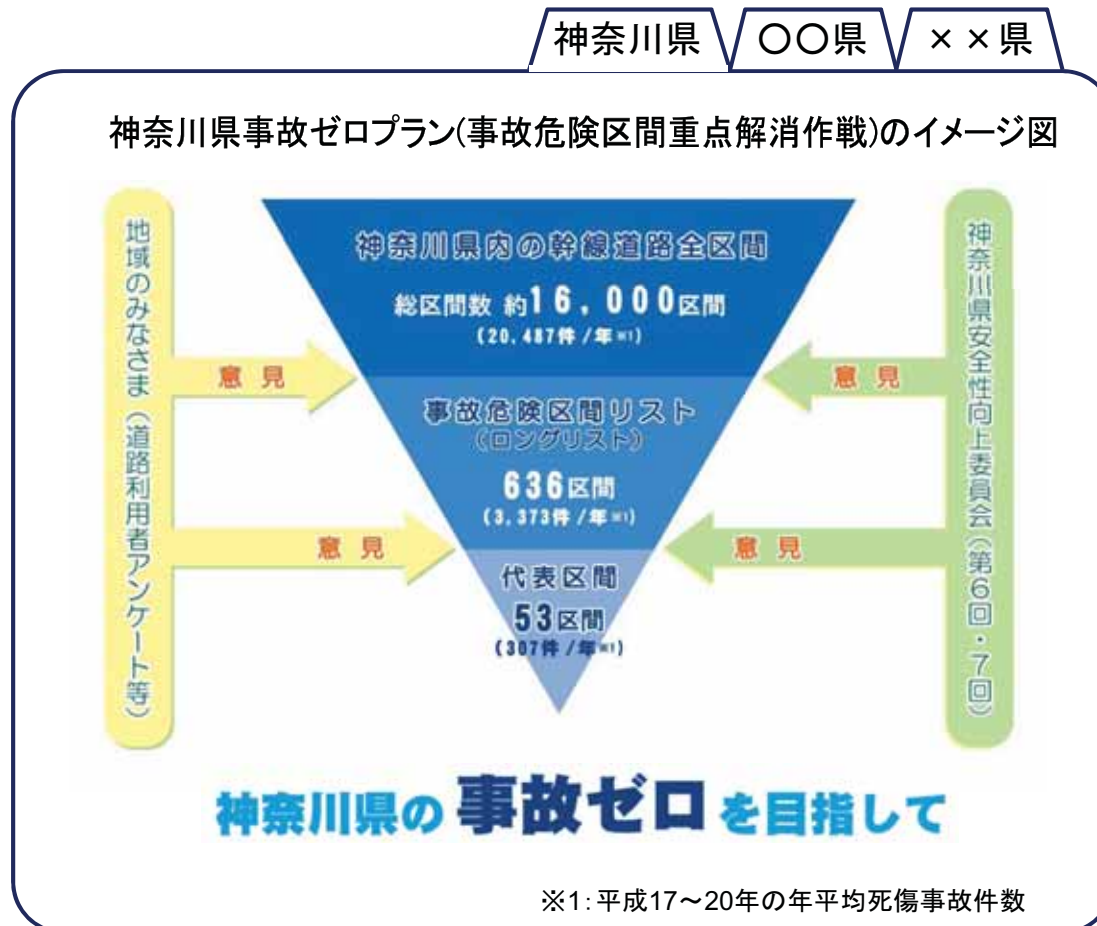 神奈川県
〇〇県
××県
神奈川県事故ゼロプラン(事故危険区間重点解消作戦)のイメージ図
地域のみなさま（道路利用者アンケート等）
神奈川県内の幹線道路全区間
総区間数 約16,000区間
(20,487件/年※1)
意見
意見
事故危険区間リスト
(ロングリスト)
636区間
(3,373件/年※1)
意見
意見
代表区間
53区間
(307件/年※1)
神奈川県安全性向上委員会（第6回・7回）
神奈川県の事故ゼロを目指して
※1:平成17～20年の年平均死傷事故件数